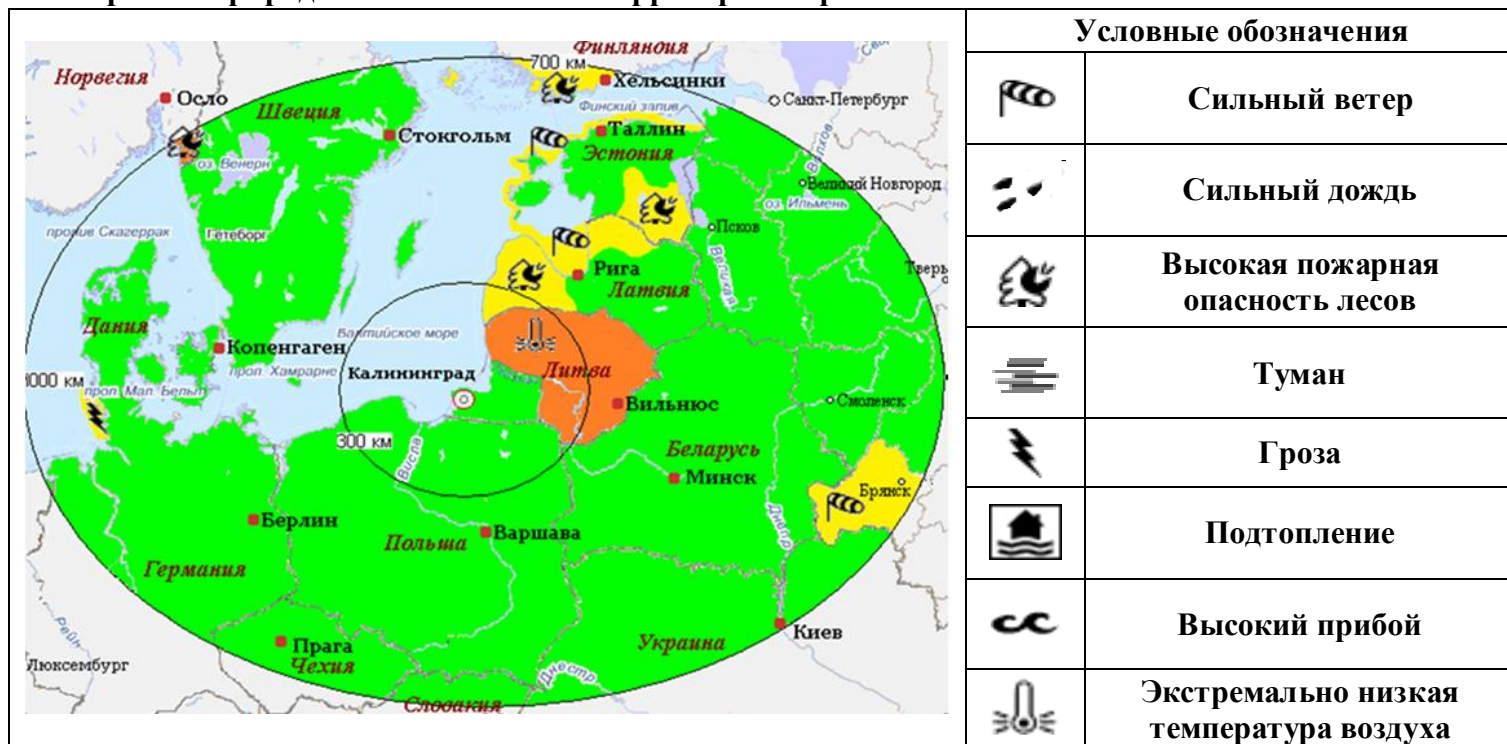 Условные обозначения
Сильный ветер
Сильный дождь
Высокая пожарная
опасность лесов
Туман
Гроза
Подтопление
Высокий прибой
Экстремально низкая
температура воздуха
Финляндия
700 км
Норвегия
Хельсинки
Осло
Финский залив
Санкт-Петербург
Швеция
Стокгольм
Таллин
Эстония
Волхов
оз. Венерн
Великий Новгород
оз. Ильмень
пролив Скагеррак
Гетеборг
Псков
Великая
Рига
Тверь
Латвия
Дания
Балтийское море
Копенгаген
Калининград
Литва
прол. Хамрарне
1000 км
прол. Мал. Бельт
Вильнюс
Смоленск
300 км
Висла
Беларусь
Минск
Брянск
Берлин
Польша
Варшава
Днепр
Германия
Рейн
Прага
Чехия
Украина
Киев
Люксембург
Днестр
Словакия